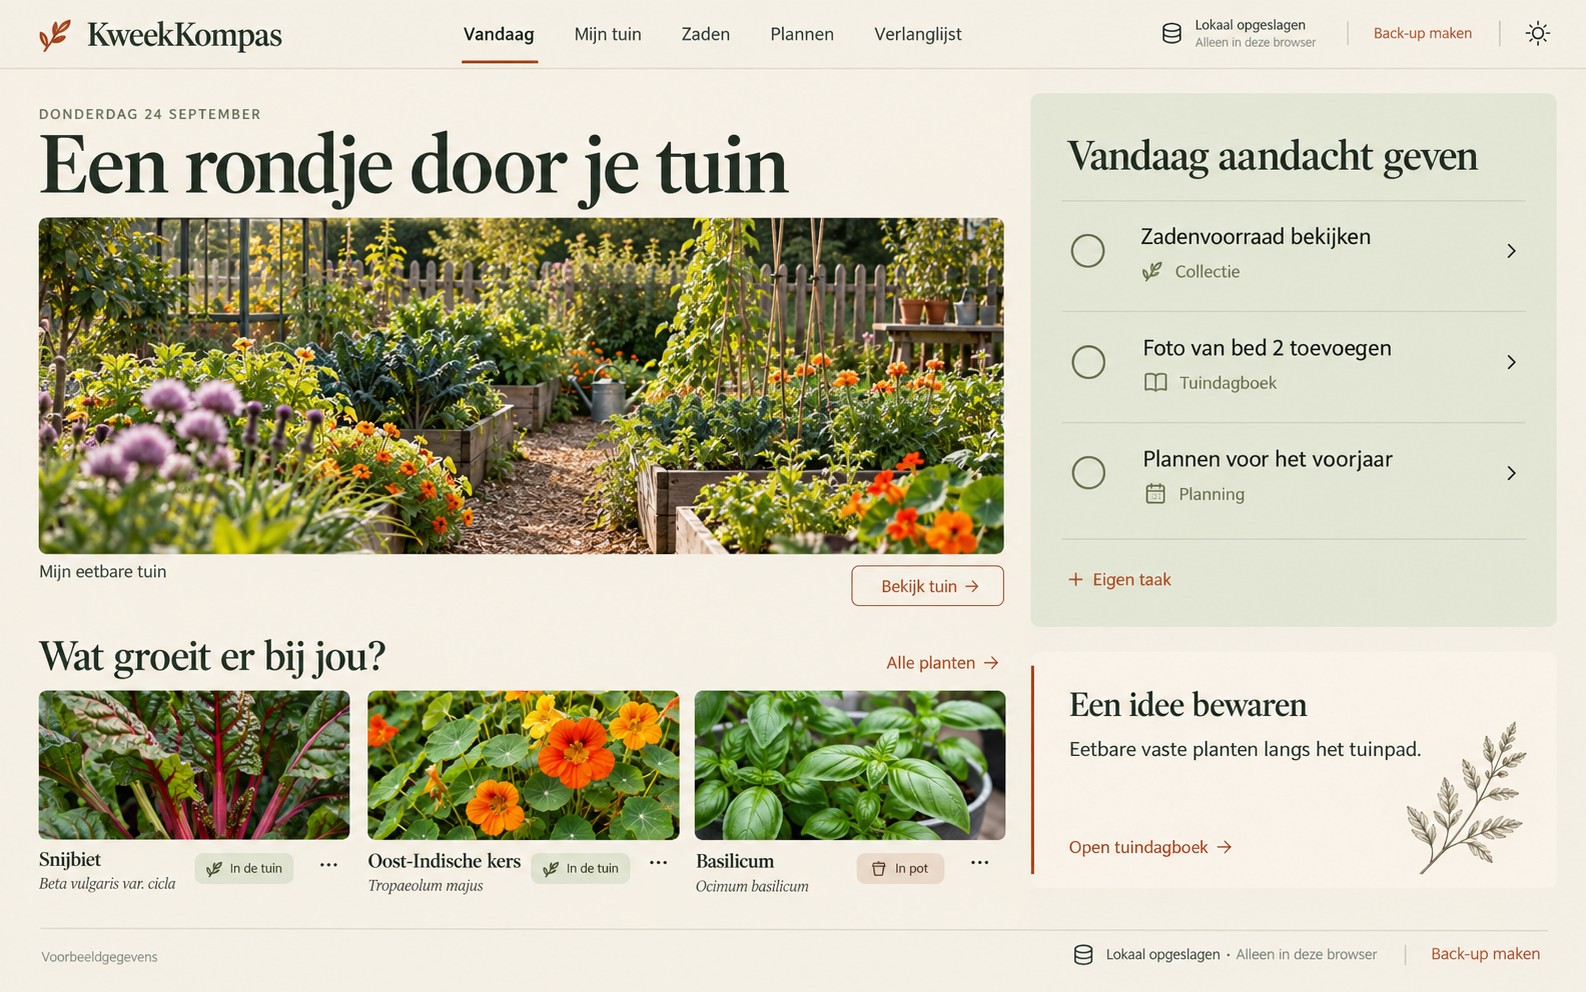 KweekKompas
Vandaag
Mijn tuin
Zaden
Plannen
Verlanglijst
Lokaal opgeslagen
Alleen in deze browser
Back-up maken
DONDERDAG 24 SEPTEMBER
Een rondje door je tuin
Mijn eetbare tuin
Bekijk tuin →
Wat groeit er bij jou?
Alle planten →
Snijbiet
Beta vulgaris var. cicla
In de tuin
Oost-Indische kers
Tropaeolum majus
In de tuin
Basilicum
Ocimum basilicum
In pot
Vandaag aandacht geven
Zadenvoorraad bekijken
Collectie
Foto van bed 2 toevoegen
Tuindagboek
Plannen voor het voorjaar
Planning
+ Eigen taak
Een idee bewaren
Eetbare vaste planten langs het tuinpad.
Open tuindagboek →
Voorbeeldgegevens
Lokaal opgeslagen • Alleen in deze browser
Back-up maken